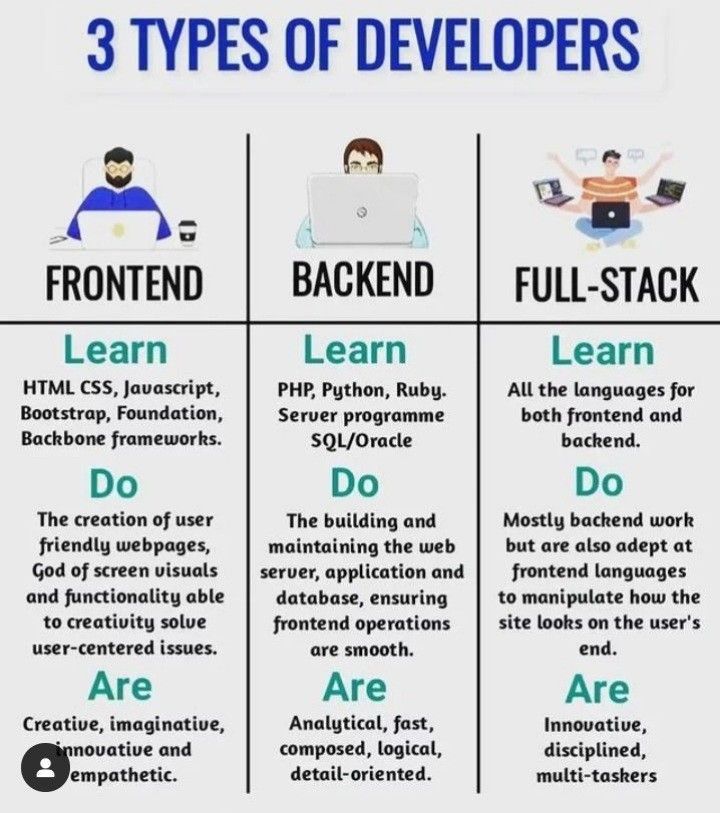 3 TYPES OF DEVELOPERS
FRONTEND
Learn
HTML CSS, Javascript,
Bootstrap, Foundation,
Backbone frameworks.
Do
The creation of user
friendly webpages,
God of screen visuals
and functionality able
to creativity solve
user-centered issues.
Are
Creative, imaginative,
innovative and
empathetic.
BACKEND
Learn
PHP, Python, Ruby.
Server programme
SQL/Oracle
Do
The building and
maintaining the web
server, application and
database, ensuring
frontend operations
are smooth.
Are
Analytical, fast,
composed, logical,
detail-oriented.
FULL-STACK
Learn
All the languages for
both frontend and
backend.
Do
Mostly backend work
but are also adept at
frontend languages
to manipulate how the
site looks on the user's
end.
Are
Innovative,
disciplined,
multi-taskers